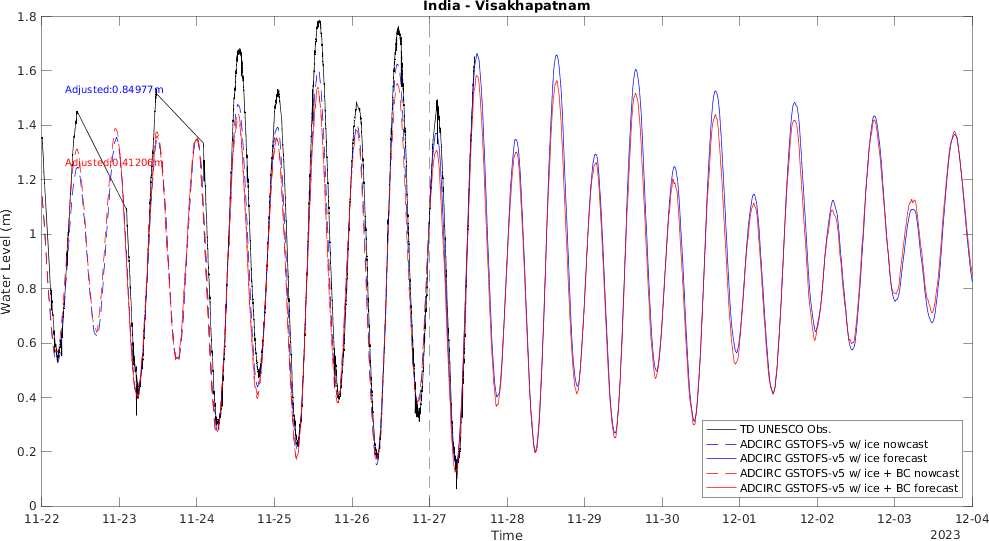 India - Visakhapatnam
Water Level (m)
1.8
1.6
1.4
1.2
1
0.8
0.6
0.4
0.2
0
Adjusted:0.84977m
Adjusted:0.41206m
TD UNESCO Obs.
ADCIRC GSTOFS-v5 w/ ice nowcast
ADCIRC GSTOFS-v5 w/ ice forecast
ADCIRC GSTOFS-v5 w/ ice + BC nowcast
ADCIRC GSTOFS-v5 w/ ice + BC forecast
11-22 11-23 11-24 11-25 11-26 11-27 11-28 11-29 11-30 12-01 12-02 12-03 12-04
Time
2023